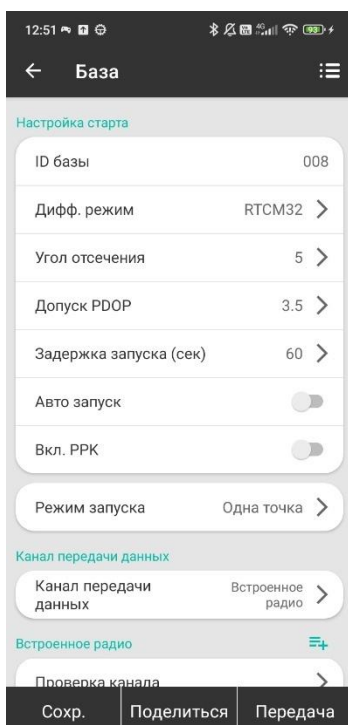 12:51
4G
93
База
Настройка старта
ID базы 008
Дифф. режим RTCM32
Угол отсечения 5
Допуск PDOP 3.5
Задержка запуска (сек) 60
Авто запуск
Вкл. PPK
Режим запуска Одна точка
Канал передачи данных
Канал передачи данных Встроенное радио
Встроенное радио
Проверка канала
Сохр. Поделиться Передача